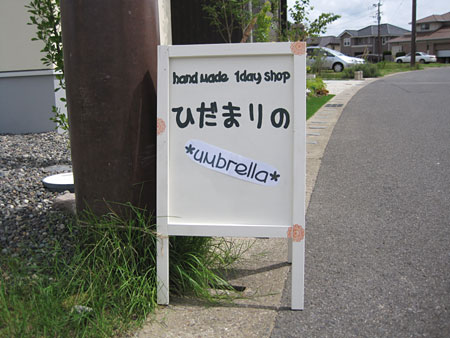 hand made 1day shop
ひだまりの
*umbrella*